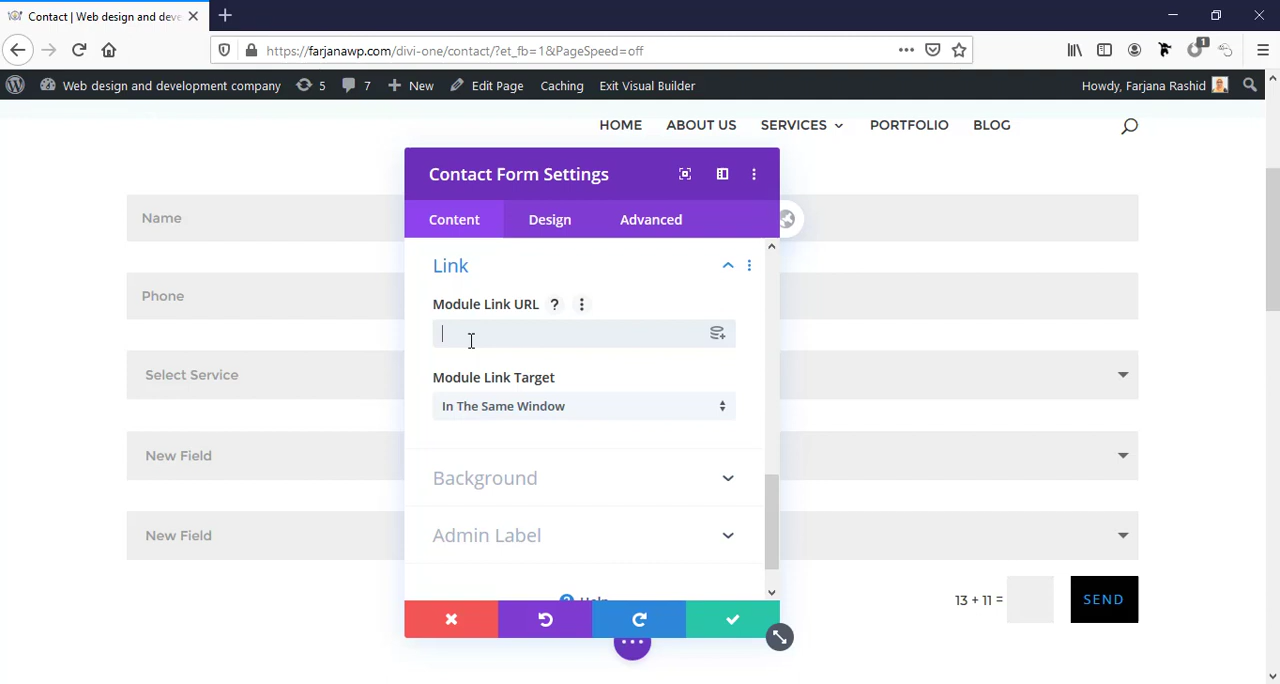 Contact | Web design and deve
https://farjanawp.com/divi-one/contact/?et_fb=1&PageSpeed=off
1
Web design and development company
5
7
New
Edit Page
Caching
Exit Visual Builder
Howdy, Farjana Rashid
HOME
ABOUT US
SERVICES
PORTFOLIO
BLOG
Contact Form Settings
Content
Design
Advanced
Name
Link
Phone
Module Link URL ?
Select Service
Module Link Target
In The Same Window
New Field
Background
New Field
Admin Label
? Help
13 + 11 =
SEND